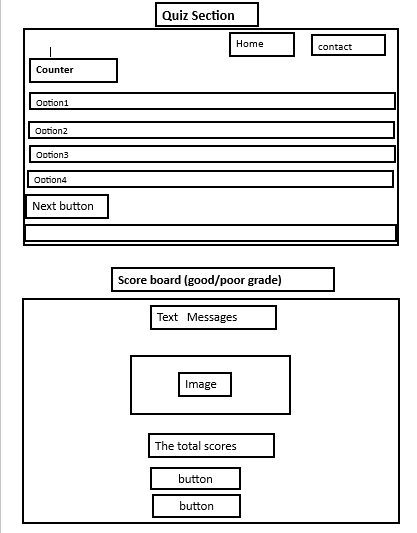 Quiz Section
Home
contact
Counter
Option1
Option2
Option3
Option4
Next button
Score board (good/poor grade)
Text Messages
Image
The total scores
button
button